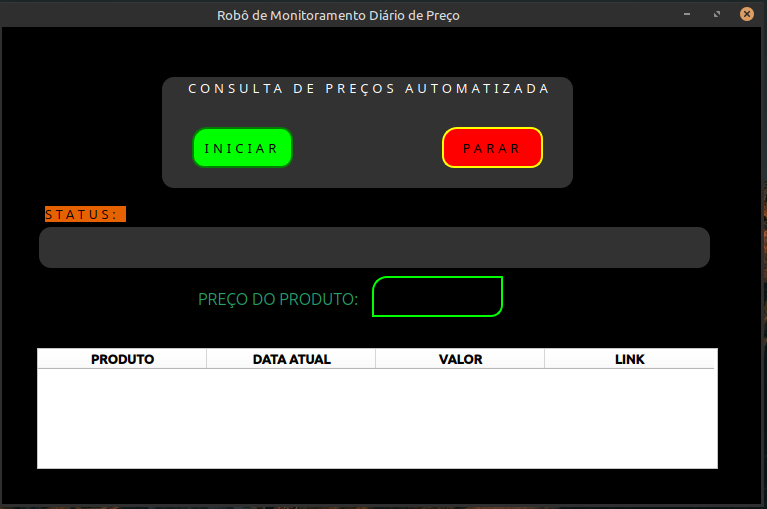 Robô de Monitoramento Diário de Preço
CONSULTA DE PREÇOS AUTOMATIZADA
INICIAR PARAR
STATUS:
PREÇO DO PRODUTO:
PRODUTO DATA ATUAL VALOR LINK